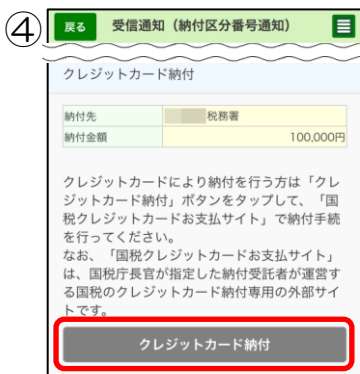 ④
戻る 受信通知（納付区分番号通知）
クレジットカード納付
納付先 税務署
納付金額 100,000円
クレジットカードにより納付を行う方は「クレ
ジットカード納付」ボタンをタップして、「国
税クレジットカードお支払サイト」で納付手続
を行ってください。
なお、「国税クレジットカードお支払サイト」
は、国税庁長官が指定した納付受託者が運営す
る国税のクレジットカード納付専用の外部サイ
トです。
クレジットカード納付